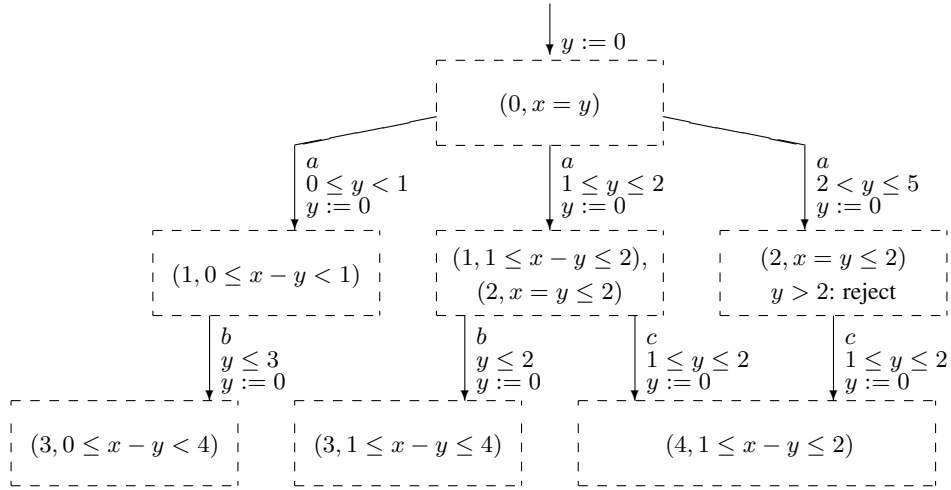 y := 0
(0, x = y)
a
0 ≤ y < 1
y := 0
a
1 ≤ y ≤ 2
y := 0
a
2 < y ≤ 5
y := 0
(1, 0 ≤ x − y < 1)
(1, 1 ≤ x − y ≤ 2),
(2, x = y ≤ 2)
(2, x = y ≤ 2)
y > 2: reject
b
y ≤ 3
y := 0
b
y ≤ 2
y := 0
c
1 ≤ y ≤ 2
y := 0
c
1 ≤ y ≤ 2
y := 0
(3, 0 ≤ x − y < 4)
(3, 1 ≤ x − y ≤ 4)
(4, 1 ≤ x − y ≤ 2)